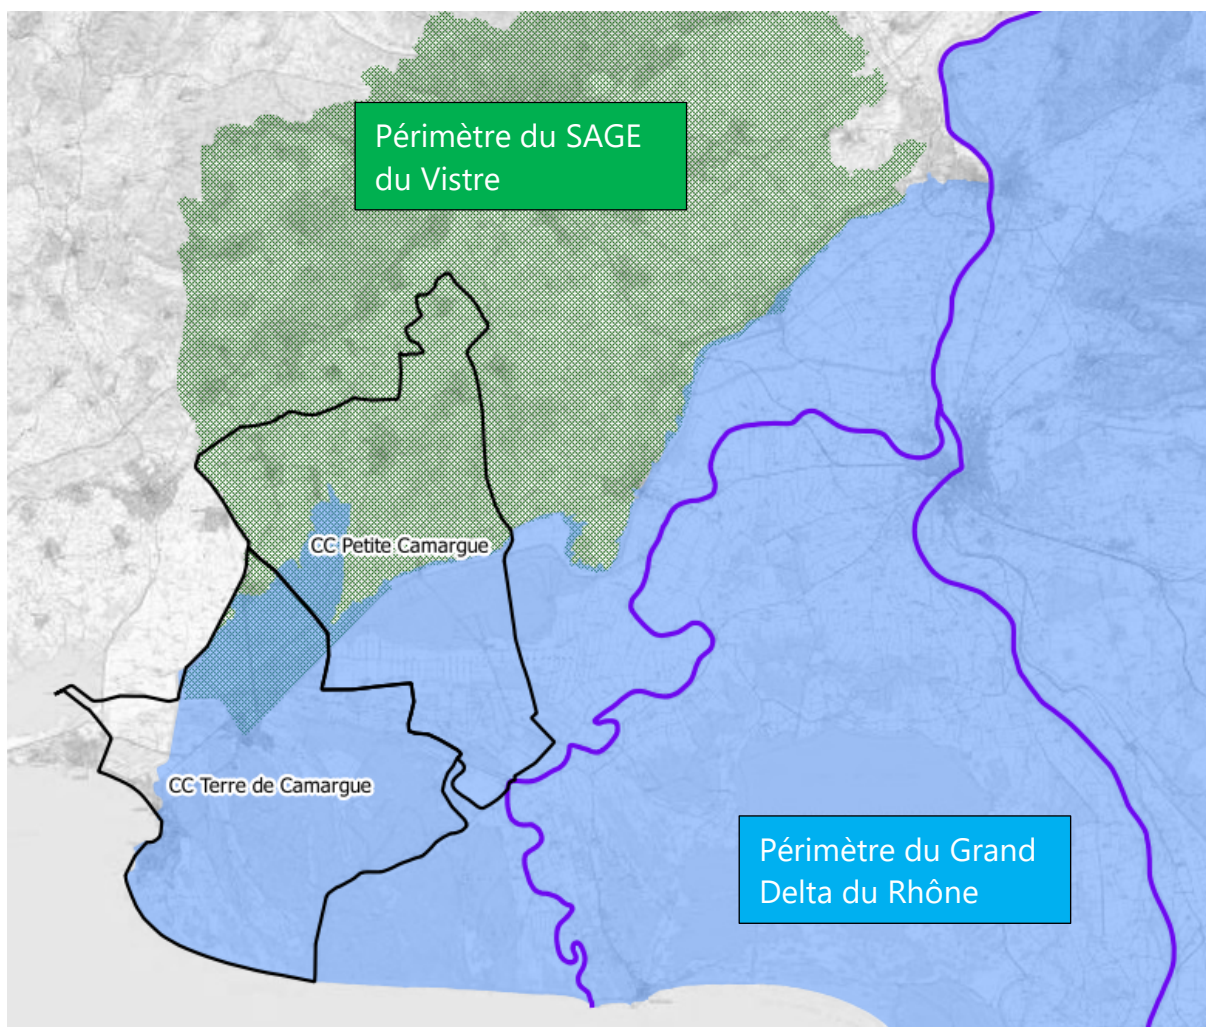 Périmètre du SAGE
du Vistre
CC Petite Camargue
CC Terre de Camargue
Périmètre du Grand
Delta du Rhône